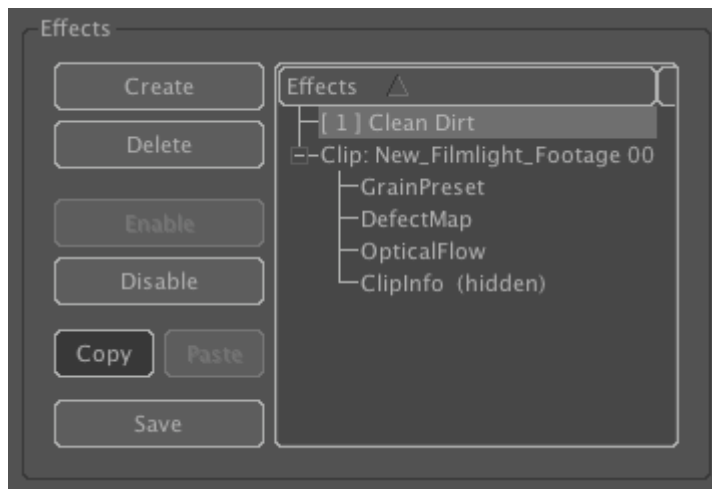 Effects
Create
Delete
Enable
Disable
Copy Paste
Save
Effects
[ 1 ] Clean Dirt
Clip: New_Filmlight_Footage 00
GrainPreset
DefectMap
OpticalFlow
ClipInfo (hidden)